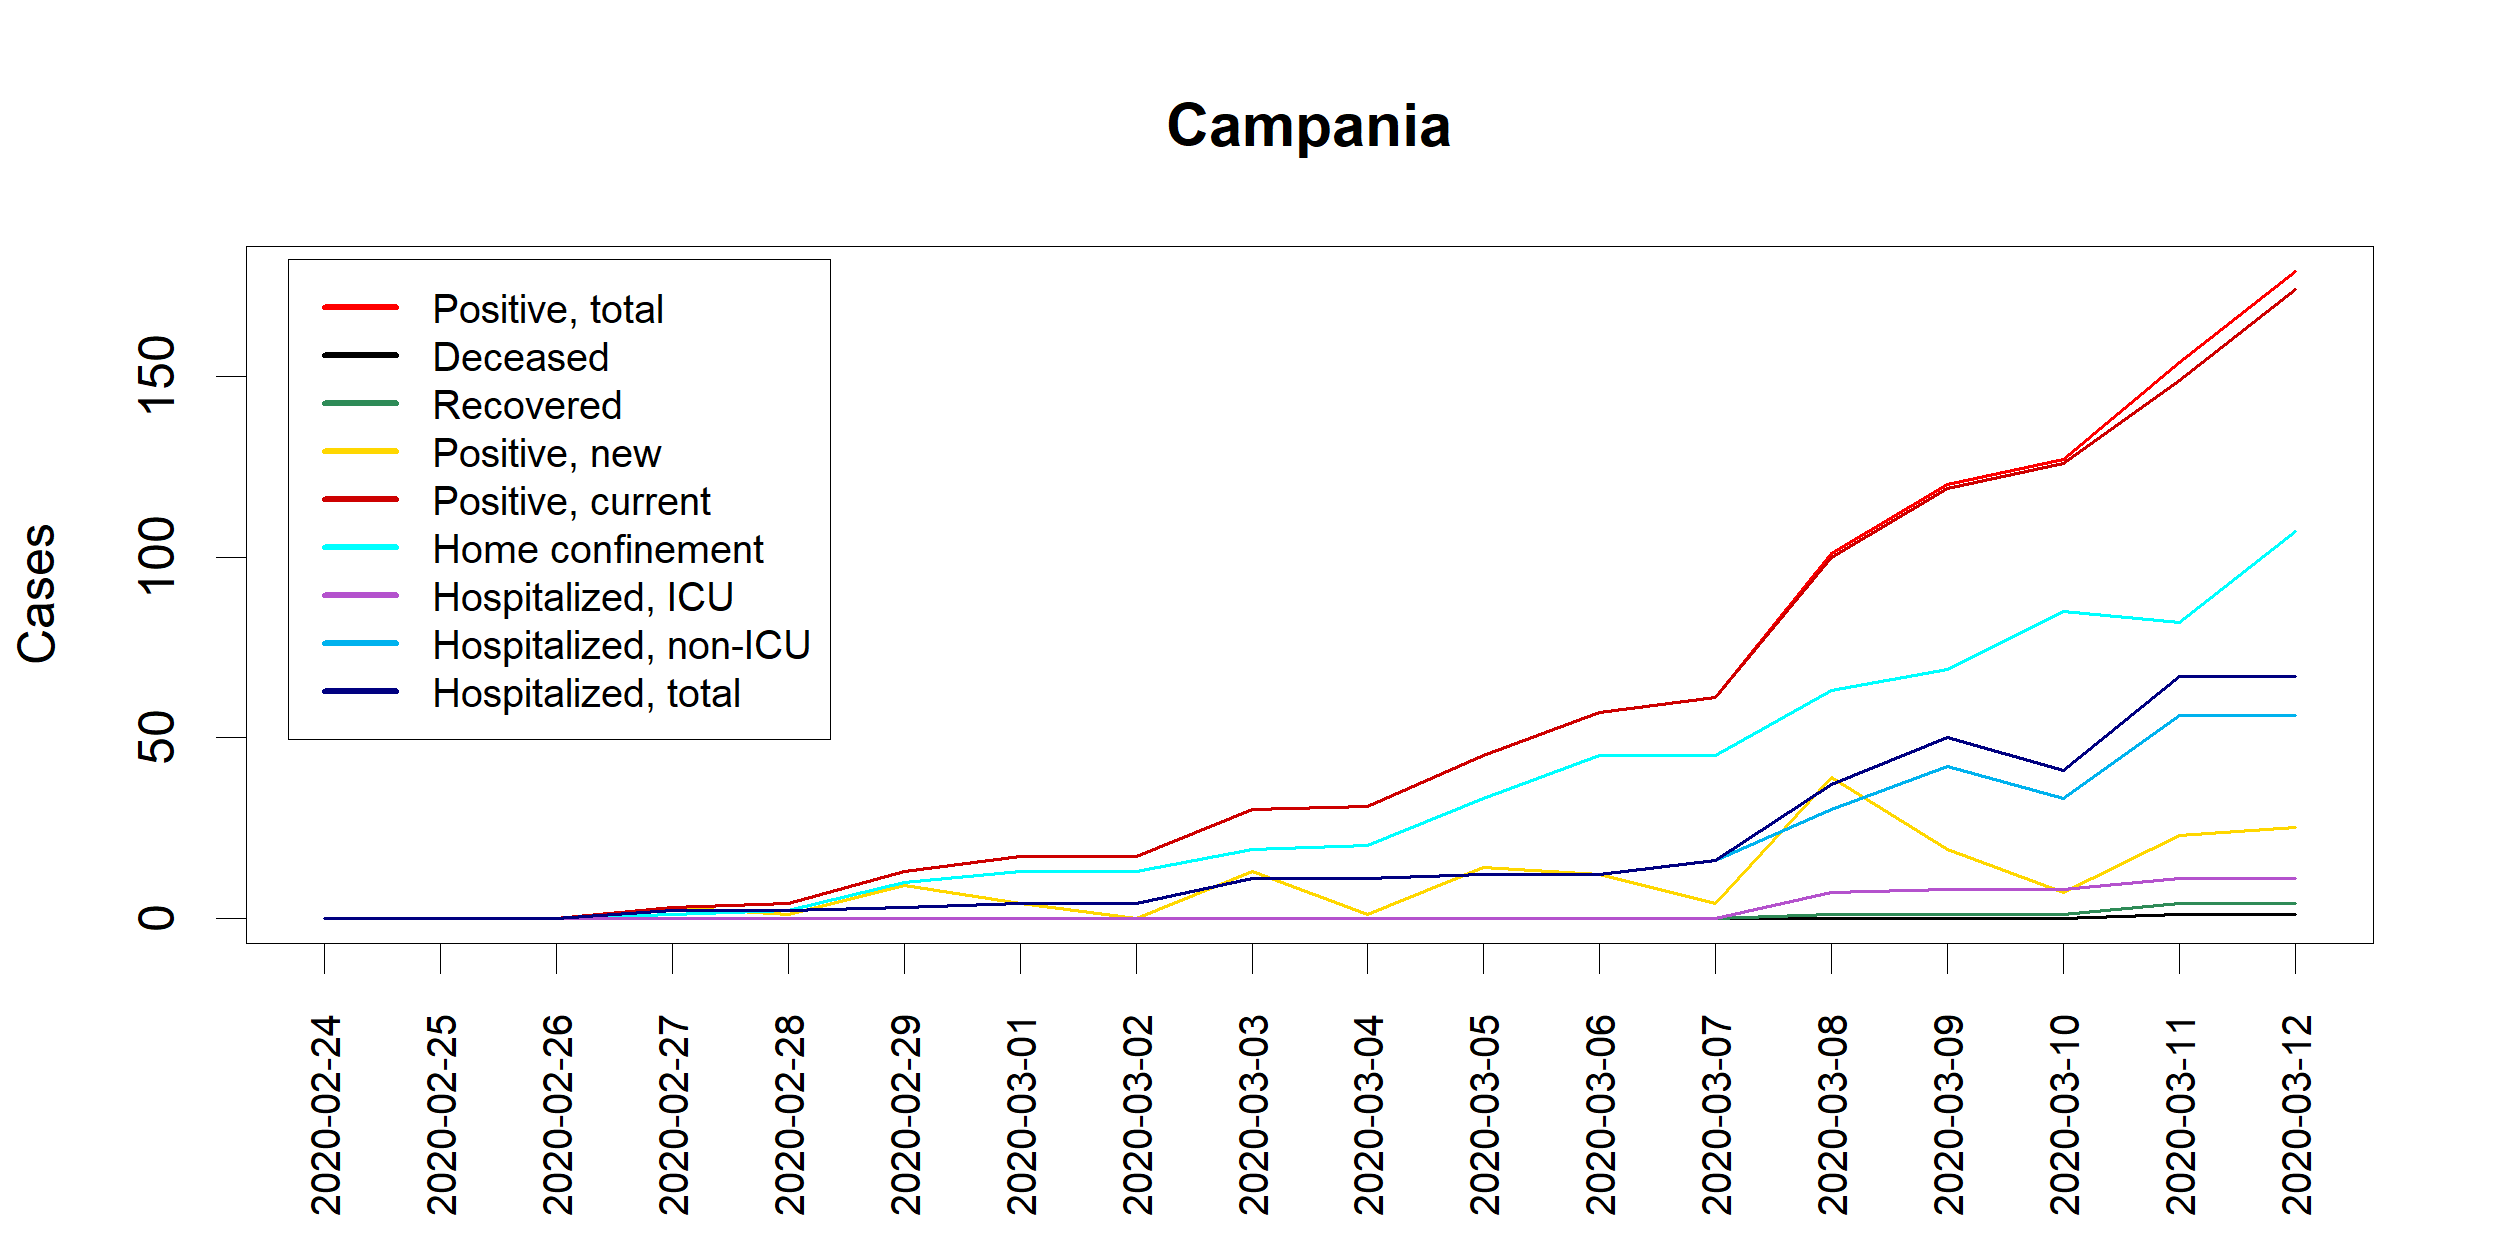 Campania
Cases
150
100
50
0
Positive, total
Deceased
Recovered
Positive, new
Positive, current
Home confinement
Hospitalized, ICU
Hospitalized, non-ICU
Hospitalized, total
2020-02-24
2020-02-25
2020-02-26
2020-02-27
2020-02-28
2020-02-29
2020-03-01
2020-03-02
2020-03-03
2020-03-04
2020-03-05
2020-03-06
2020-03-07
2020-03-08
2020-03-09
2020-03-10
2020-03-11
2020-03-12